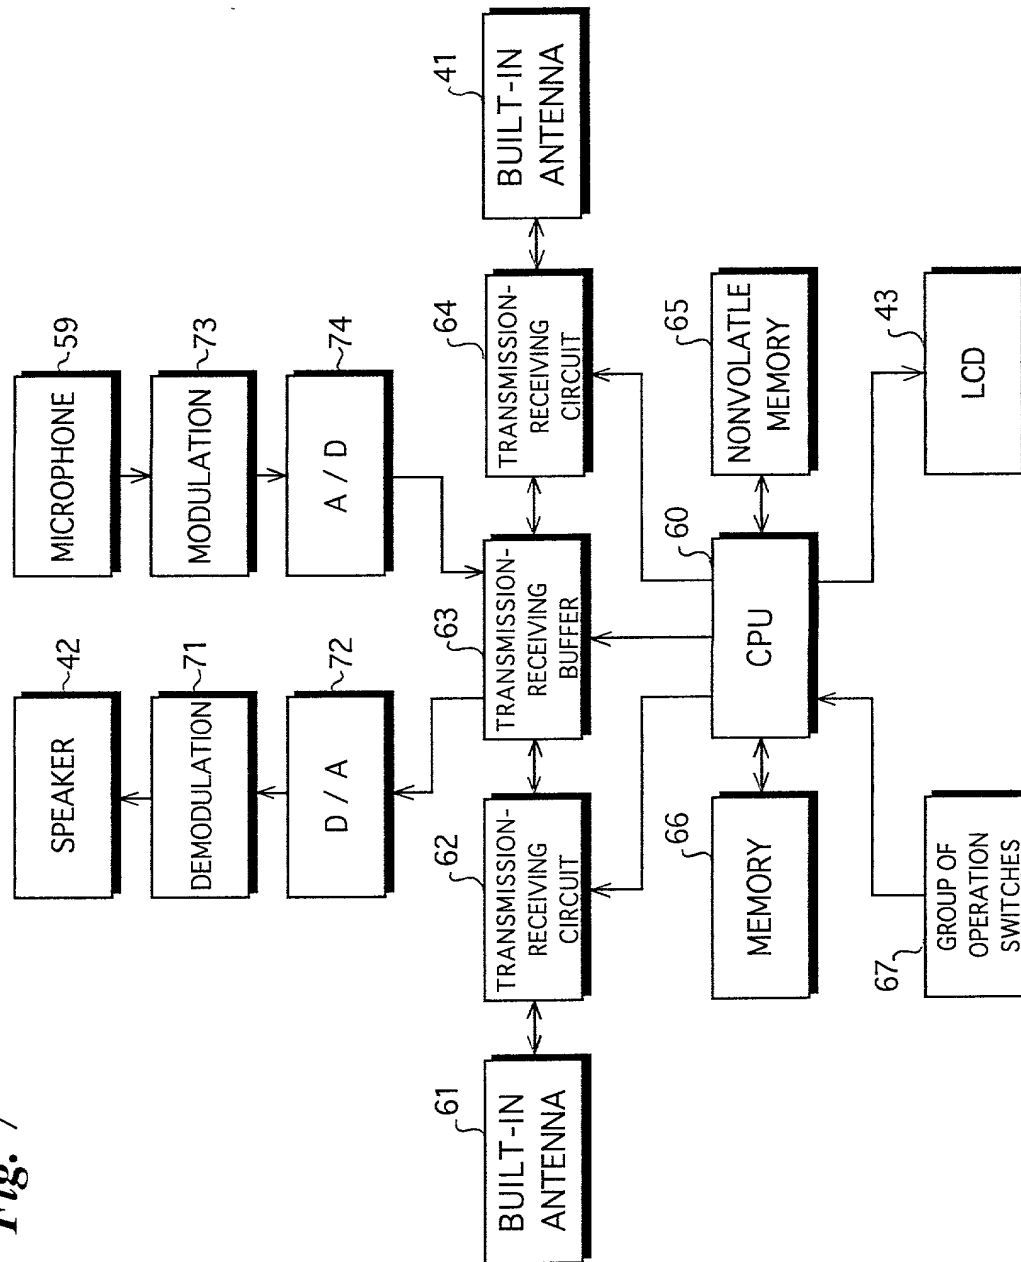 Fig.
SPEAKER
42
MICROPHONE
59
DEMODULATION
71
MODULATION
73
D / A
72
A / D
74
61
BUILT-IN
ANTENNA
62
TRANSMISSION-
RECEIVING
CIRCUIT
63
TRANSMISSION-
RECEIVING
BUFFER
64
TRANSMISSION-
RECEIVING
CIRCUIT
41
BUILT-IN
ANTENNA
66
MEMORY
60
CPU
65
NONVOLATLE
MEMORY
67
GROUP OF
OPERATION
SWITCHES
43
LCD